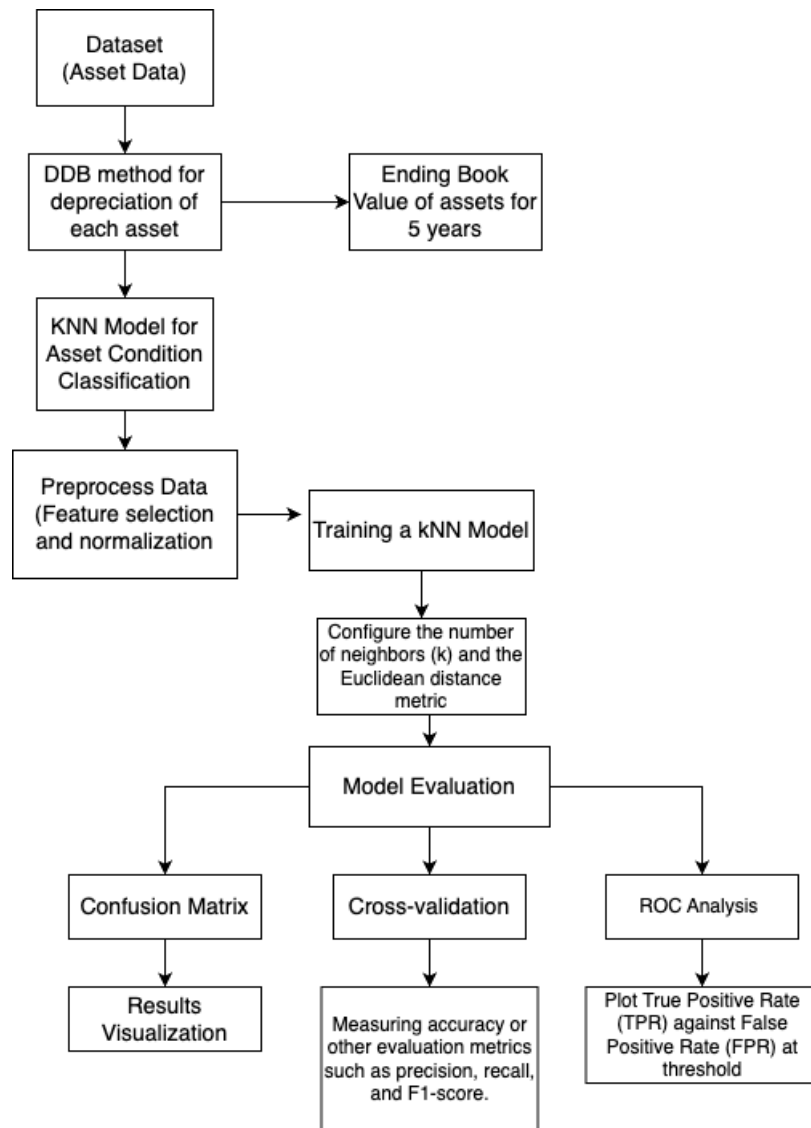 Dataset
(Asset Data)
DDB method for
depreciation of
each asset
Ending Book
Value of assets for
5 years
KNN Model for
Asset Condition
Classification
Preprocess Data
(Feature selection
and normalization
Training a kNN Model
Configure the number
of neighbors (k) and the
Euclidean distance
metric
Model Evaluation
Confusion Matrix
Cross-validation
ROC Analysis
Results
Visualization
Measuring accuracy or
other evaluation metrics
such as precision, recall,
and F1-score.
Plot True Positive Rate
(TPR) against False
Positive Rate (FPR) at
threshold